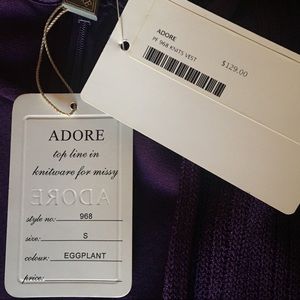 ADORE
top line in
knitware for missy
ADORE
style no: 968
size: S
colour: EGGPLANT
price:
ADORE
PF 968 KNITS VEST
$129.00